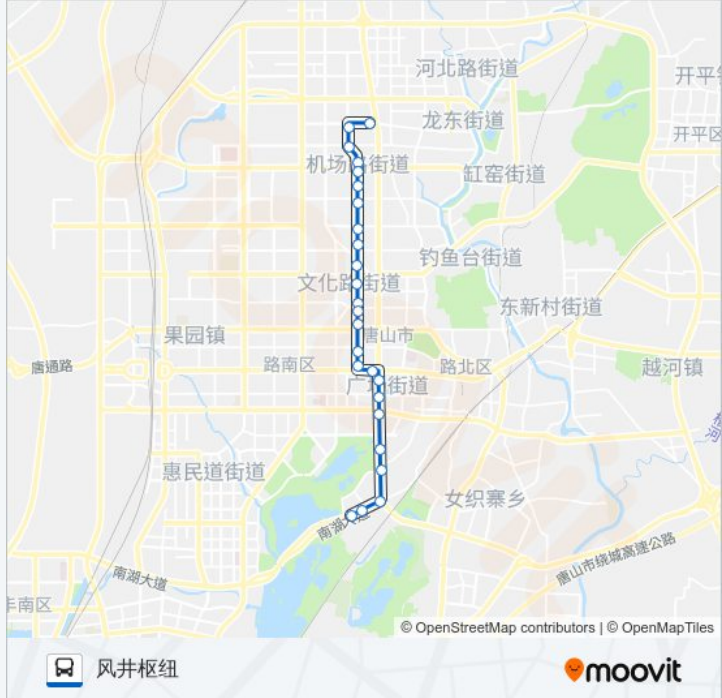 河北路街道
开平
龙东街道
开平区
机场路街道
缸窑街道
钓鱼台街道
文化路街道
东新村街道
果园镇
唐山市
唐通路
路南区
路北区
越河镇
广场街道
惠民道街道
女织寨乡
南湖大道
唐山市绕城高速公路
南湖大道
丰南区
© OpenStreetMap contributors | © OpenMapTiles
风井枢纽
moovit